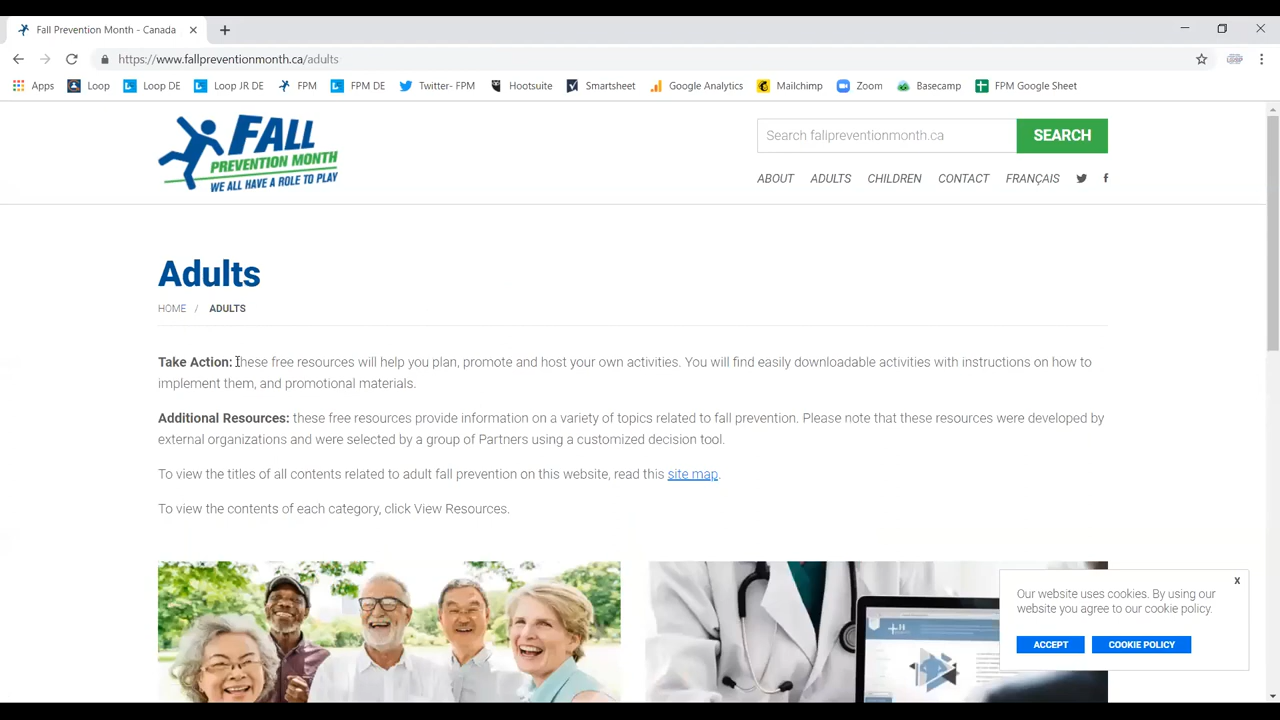 Fall Prevention Month - Canada
https://www.fallpreventionmonth.ca/adults
Apps Loop Loop DE Loop JR DE FPM FPM DE Twitter- FPM Hootsuite Smartsheet Google Analytics Mailchimp Zoom Basecamp FPM Google Sheet
FALL
PREVENTION MONTH
WE ALL HAVE A ROLE TO PLAY
Search fallpreventionmonth.ca SEARCH
ABOUT ADULTS CHILDREN CONTACT FRANÇAIS
Adults
HOME / ADULTS
Take Action: these free resources will help you plan, promote and host your own activities. You will find easily downloadable activities with instructions on how to
implement them, and promotional materials.
Additional Resources: these free resources provide information on a variety of topics related to fall prevention. Please note that these resources were developed by
external organizations and were selected by a group of Partners using a customized decision tool.
To view the titles of all contents related to adult fall prevention on this website, read this site map.
To view the contents of each category, click View Resources.
x
Our website uses cookies. By using our
website you agree to our cookie policy.
ACCEPT COOKIE POLICY